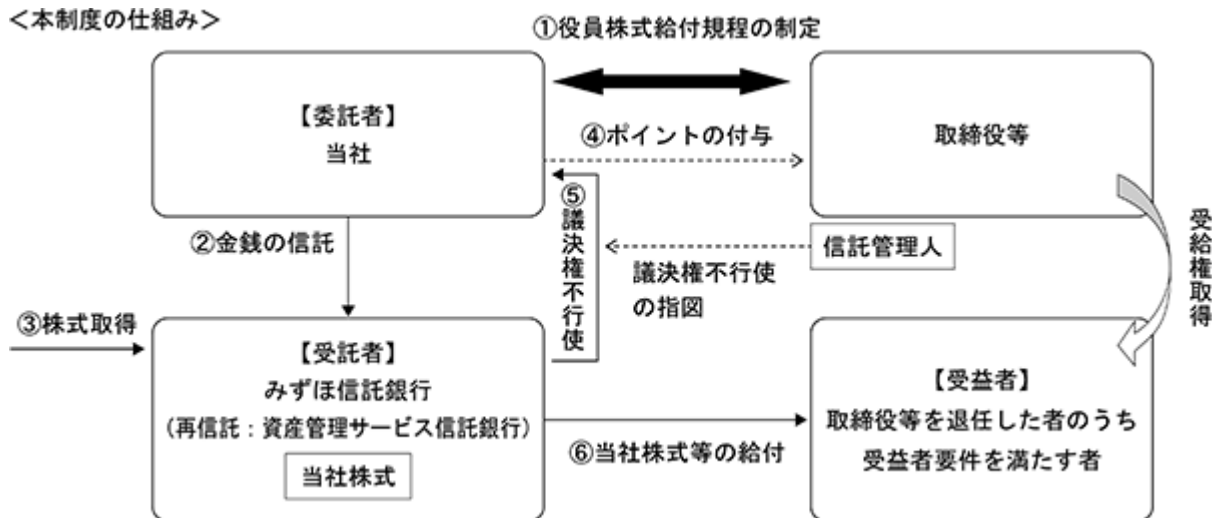 ＜本制度の仕組み＞
①役員株式給付規程の制定
【委託者】
当社
④ポイントの付与
取締役等
②金銭の信託
⑤議決権不行使
信託管理人
議決権不行使
の指図
受給権取得
③株式取得
【受託者】
みずほ信託銀行
（再信託：資産管理サービス信託銀行）
当社株式
⑥当社株式等の給付
【受益者】
取締役等を退任した者のうち
受益者要件を満たす者